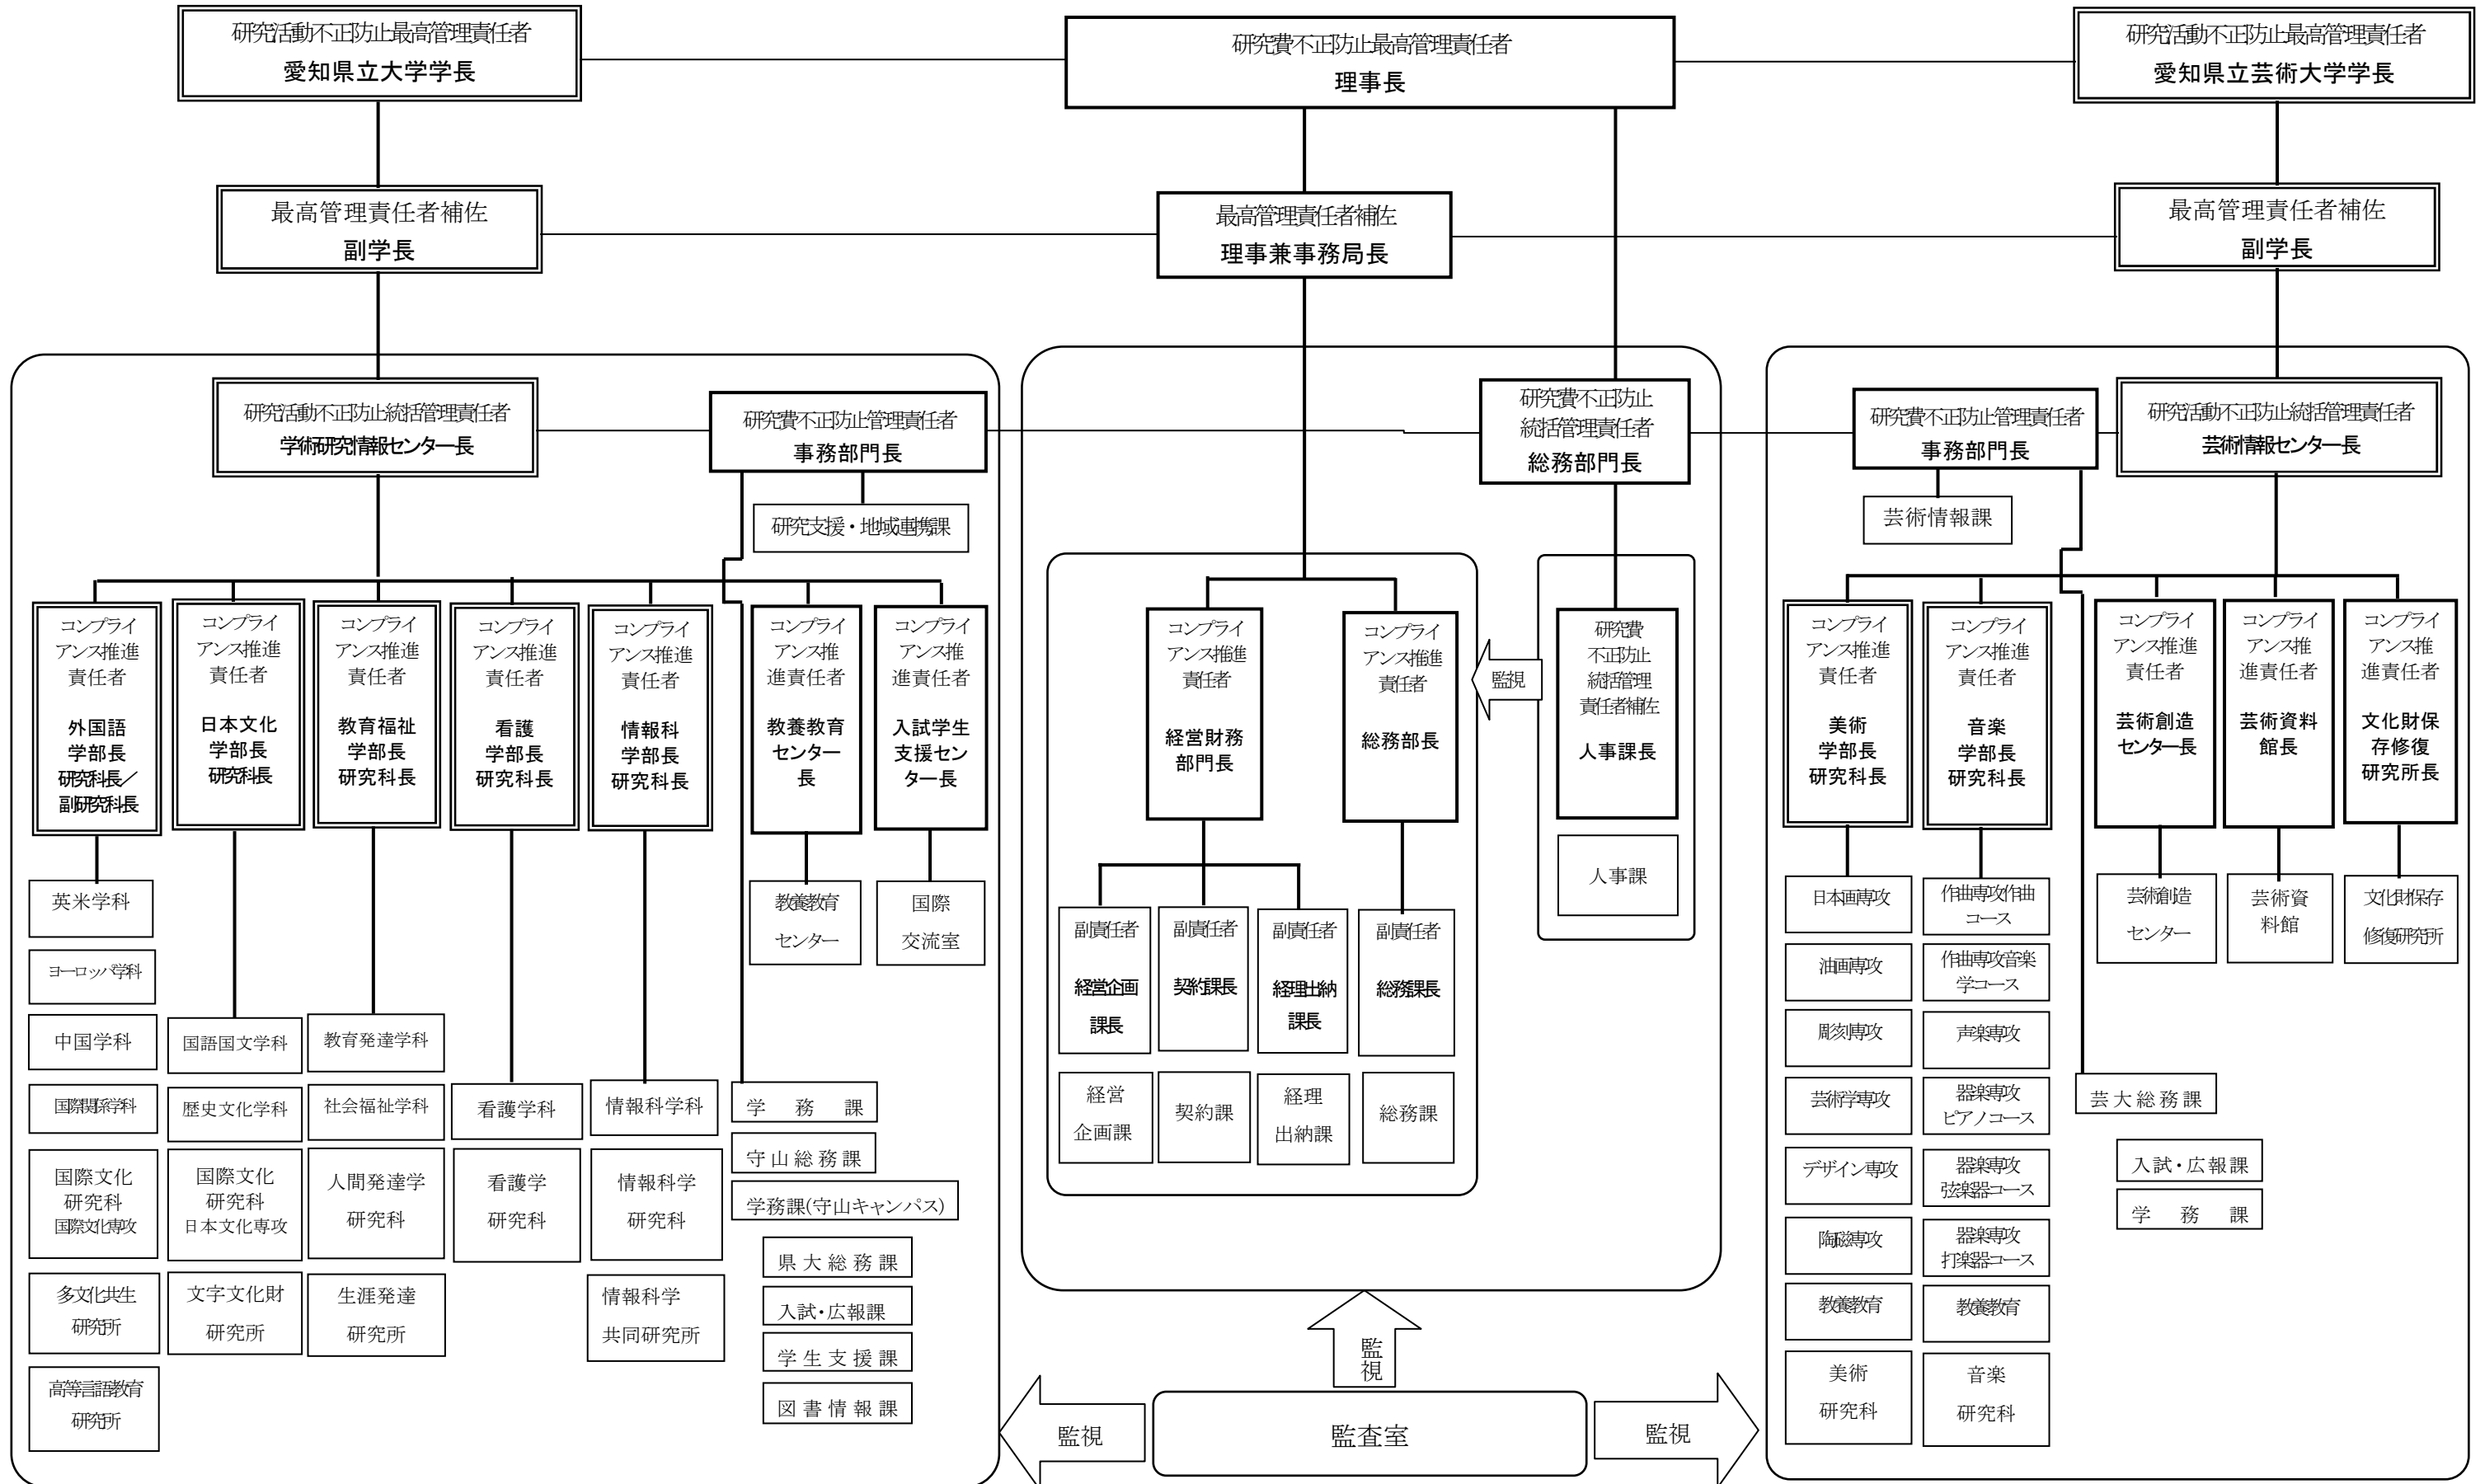 研究活動不正防止最高管理責任者
愛知県立大学学長
研究費不正防止最高管理責任者
理事長
研究活動不正防止最高管理責任者
愛知県立芸術大学学長
最高管理責任者補佐
副学長
最高管理責任者補佐
理事兼事務局長
最高管理責任者補佐
副学長
研究活動不正防止統括管理責任者
学術研究情報センター長
研究費不正防止管理責任者
事務部門長
研究支援・地域連携課
研究費不正防止
統括管理責任者
総務部門長
研究費不正防止管理責任者
事務部門長
芸術情報課
研究活動不正防止統括管理責任者
芸術情報センター長
コンプライ
アンス推進
責任者
外国語
学部長
研究科長/
副研究科長
コンプライ
アンス推進
責任者
日本文化
学部長
研究科長
コンプライ
アンス推進
責任者
教育福祉
学部長
研究科長
コンプライ
アンス推進
責任者
看護
学部長
研究科長
コンプライ
アンス推進
責任者
情報科
学部長
研究科長
コンプライ
アンス推
進責任者
教養教育
センター
長
コンプライ
アンス推
進責任者
入試学生
支援セン
ター長
コンプライ
アンス推進
責任者
経営財務
部門長
コンプライ
アンス推進
責任者
総務部長
監視
研究費
不正防止
統括管理
責任者補佐
人事課長
人事課
コンプライ
アンス推進
責任者
美術
学部長
研究科長
コンプライ
アンス推進
責任者
音楽
学部長
研究科長
コンプライ
アンス推進
責任者
芸術創造
センター長
コンプライ
アンス推
進責任者
芸術資料
館長
コンプライ
アンス推
進責任者
文化財保
存修復
研究所長
英米学科
ヨーロッパ学科
中国学科
国際関係学科
国際文化
研究科
国際文化専攻
多文化共生
研究所
高等言語教育
研究所
国語国文学科
歴史文化学科
国際文化
研究科
日本文化専攻
文字文化財
研究所
教育発達学科
社会福祉学科
人間発達学
研究科
生涯発達
研究所
看護学科
看護学
研究科
情報科学科
情報科学
研究科
情報科学
共同研究所
教養教育
センター
国際
交流室
学 務 課
守山総務課
学務課(守山キャンパス)
県大総務課
入試・広報課
学生支援課
図書情報課
副責任者
経営企画
課長
副責任者
契約課長
副責任者
経理出納
課長
副責任者
総務課長
経営
企画課
契約課
経理
出納課
総務課
日本画専攻
油画専攻
彫刻専攻
芸術学専攻
デザイン専攻
陶磁専攻
教養教育
美術
研究科
作曲専攻作曲
コース
作曲専攻音楽
学コース
声楽専攻
器楽専攻
ピアノコース
器楽専攻
弦楽器コース
器楽専攻
打楽器コース
教養教育
音楽
研究科
芸術創造
センター
芸術資
料館
文化財保存
修復研究所
芸大総務課
入試・広報課
学 務 課
監視
監視
監査室
監視